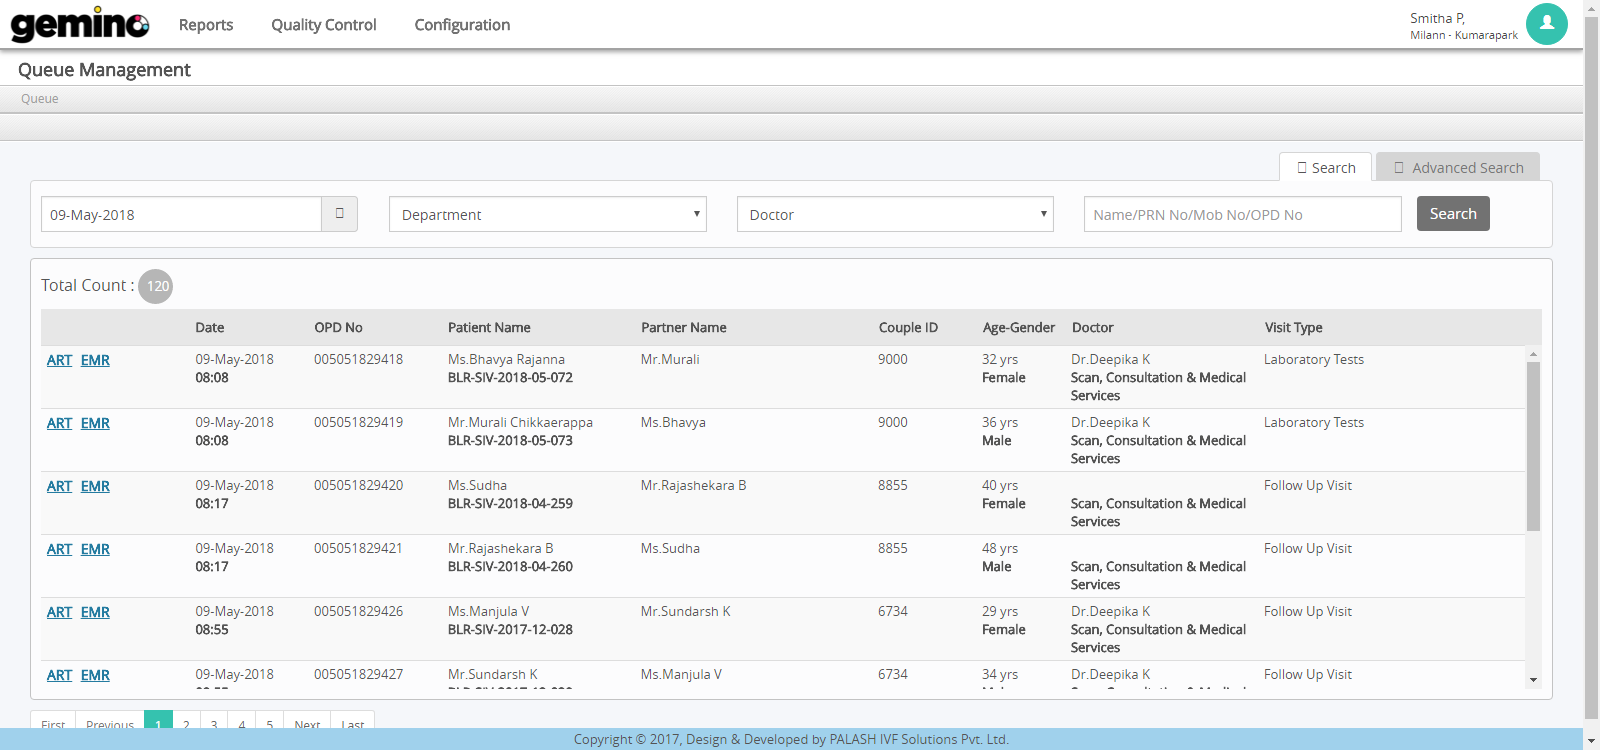 gemino Reports Quality Control Configuration Smitha P,
Milann - Kumarapark
Queue Management
Queue
Search Advanced Search
09-May-2018 Department Doctor Name/PRN No/Mob No/OPD No Search
Total Count : 120
Date OPD No Patient Name Partner Name Couple ID Age-Gender Doctor Visit Type
ART EMR 09-May-2018 005051829418 Ms.Bhavya Rajanna Mr.Murali 9000 32 yrs Dr.Deepika K Laboratory Tests
08:08 BLR-SIV-2018-05-072 Female Scan, Consultation & Medical
Services
ART EMR 09-May-2018 005051829419 Mr.Murali Chikkaerappa Ms.Bhavya 9000 36 yrs Dr.Deepika K Laboratory Tests
08:08 BLR-SIV-2018-05-073 Male Scan, Consultation & Medical
Services
ART EMR 09-May-2018 005051829420 Ms.Sudha Mr.Rajashekara B 8855 40 yrs Follow Up Visit
08:17 BLR-SIV-2018-04-259 Female Scan, Consultation & Medical
Services
ART EMR 09-May-2018 005051829421 Mr.Rajashekara B Ms.Sudha 8855 48 yrs Follow Up Visit
08:17 BLR-SIV-2018-04-260 Male Scan, Consultation & Medical
Services
ART EMR 09-May-2018 005051829426 Ms.Manjula V Mr.Sundarsh K 6734 29 yrs Dr.Deepika K Follow Up Visit
08:55 BLR-SIV-2017-12-028 Female Scan, Consultation & Medical
Services
ART EMR 09-May-2018 005051829427 Mr.Sundarsh K Ms.Manjula V 6734 34 yrs Dr.Deepika K Follow Up Visit
First Previous 1 2 3 4 5 Next Last
Copyright © 2017, Design & Developed by PALASH IVF Solutions Pvt. Ltd.